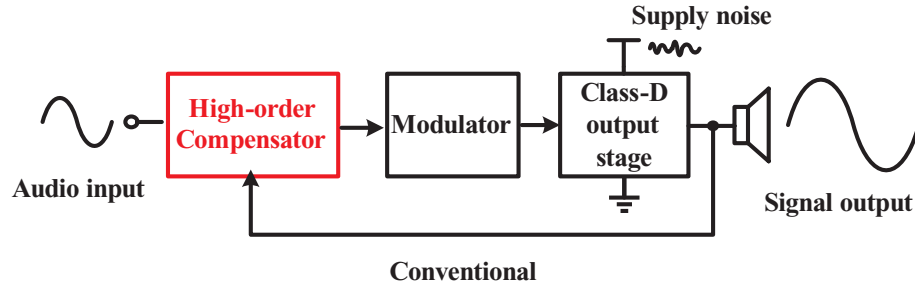 Supply noise
High-order
Compensator
Modulator
Class-D
output
stage
Audio input
Signal output
Conventional